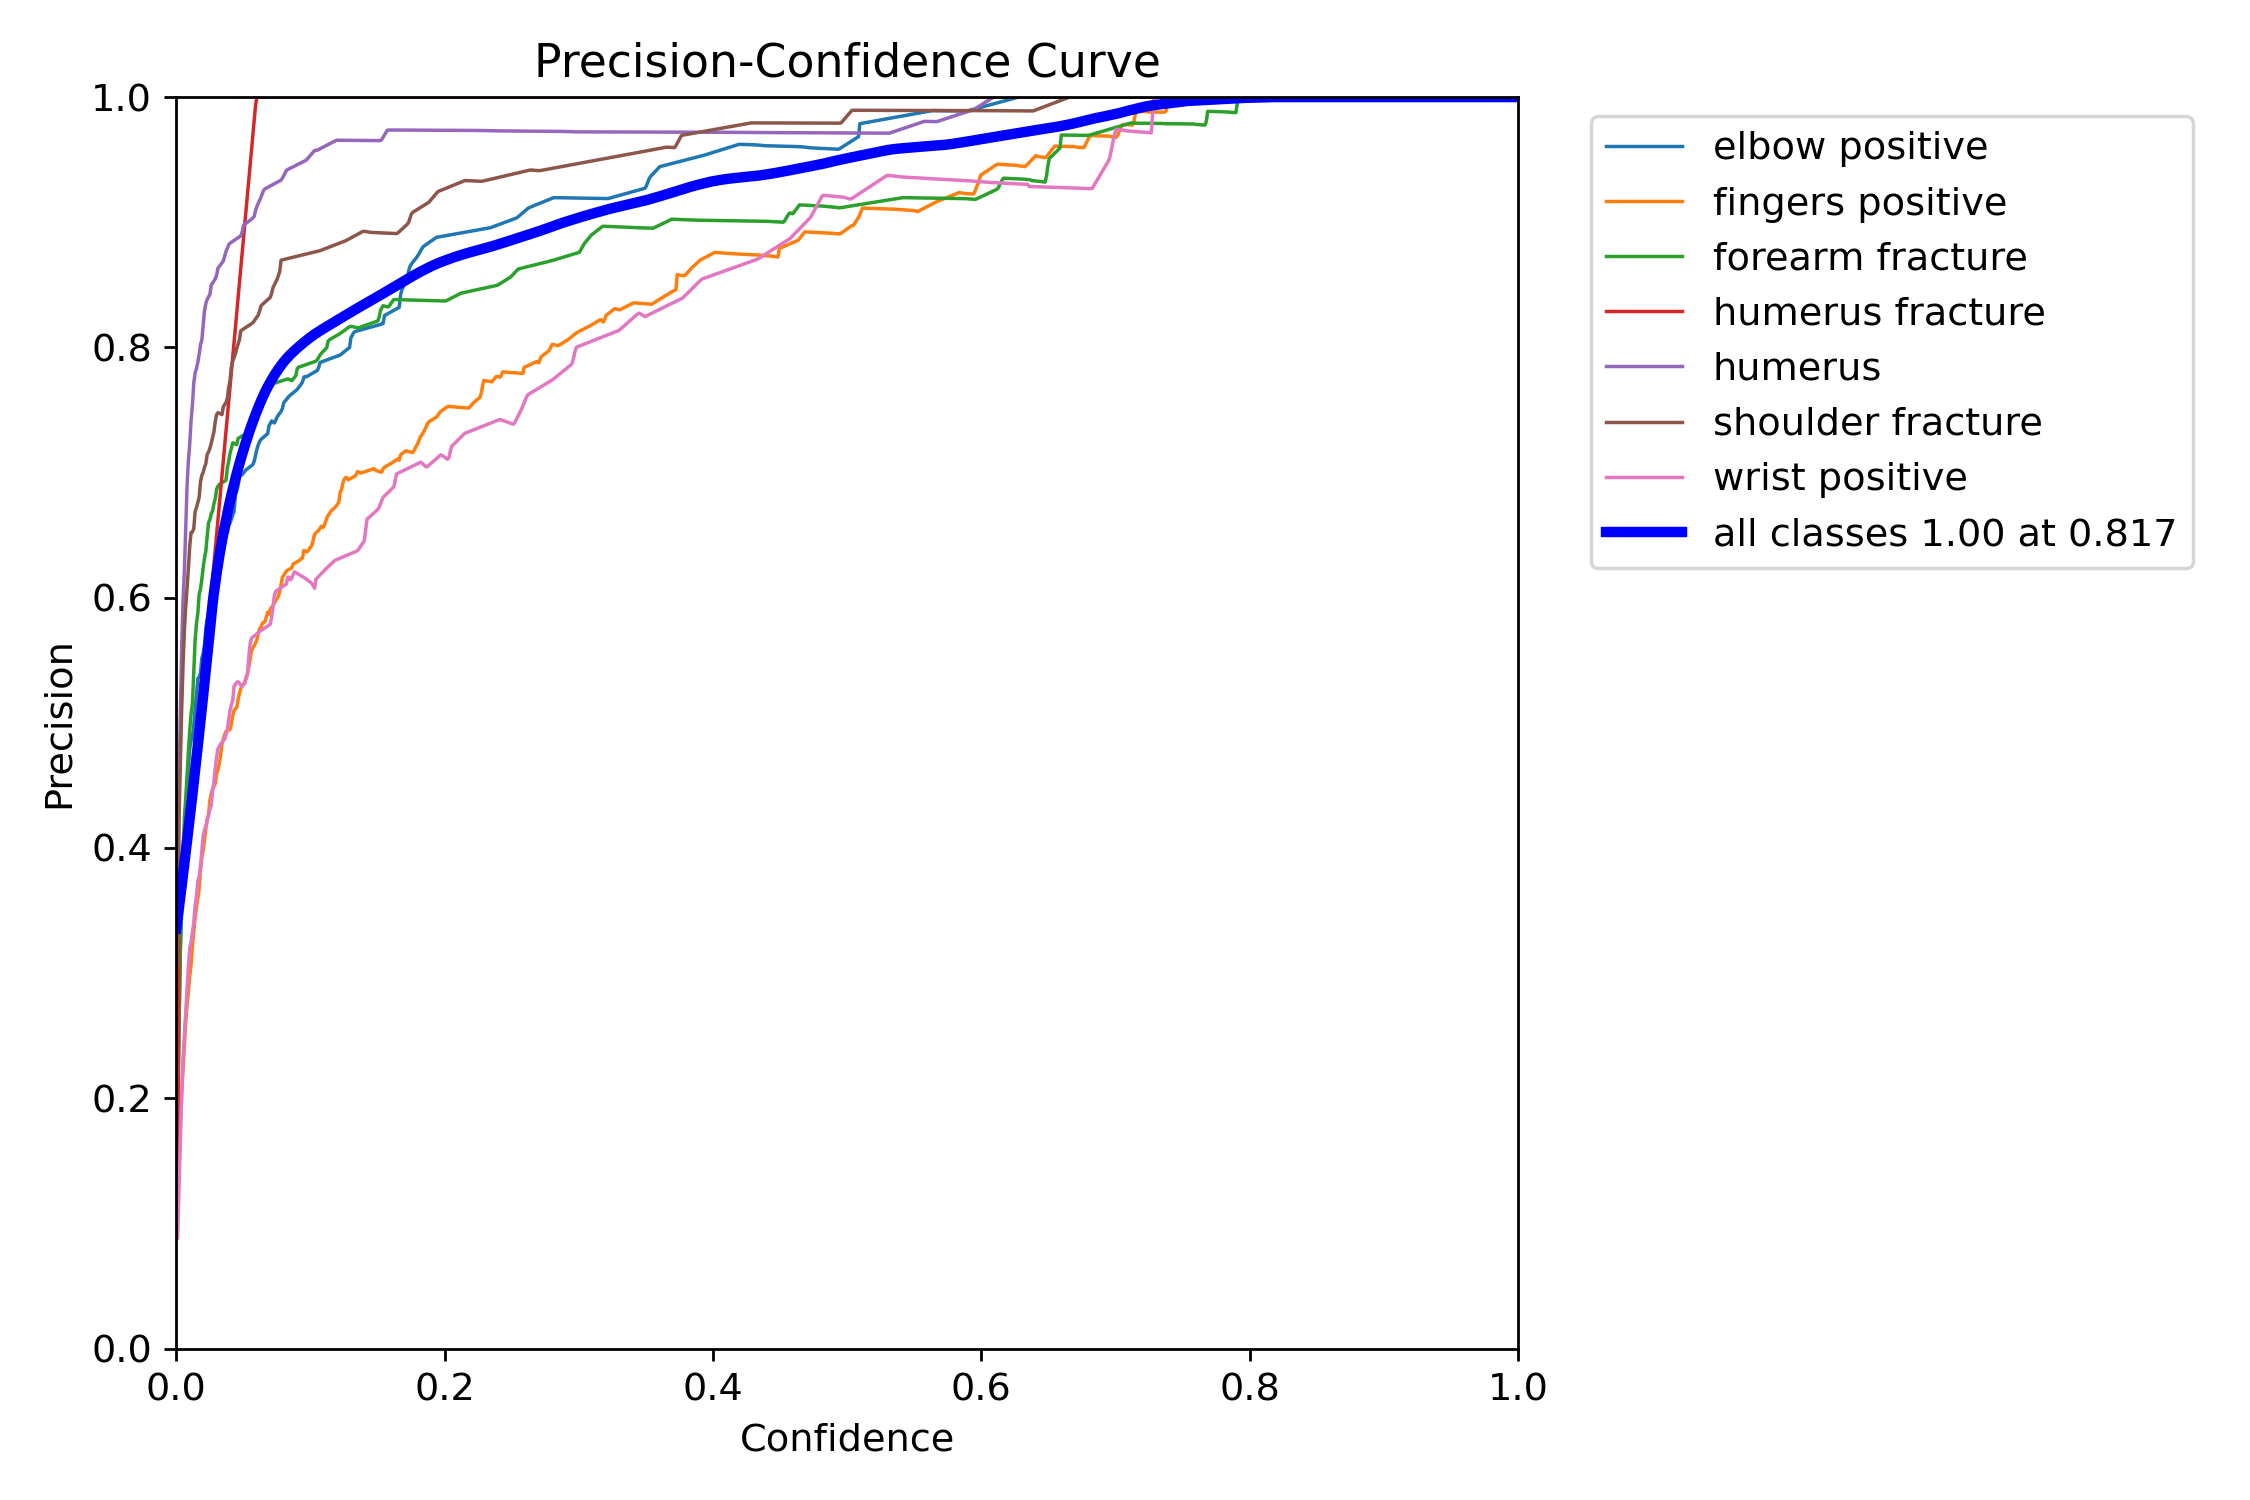 Precision-Confidence Curve
1.0
0.8
0.6
0.4
0.2
0.0
Precision
0.0 0.2 0.4 0.6 0.8 1.0
Confidence
elbow positive
fingers positive
forearm fracture
humerus fracture
humerus
shoulder fracture
wrist positive
all classes 1.00 at 0.817